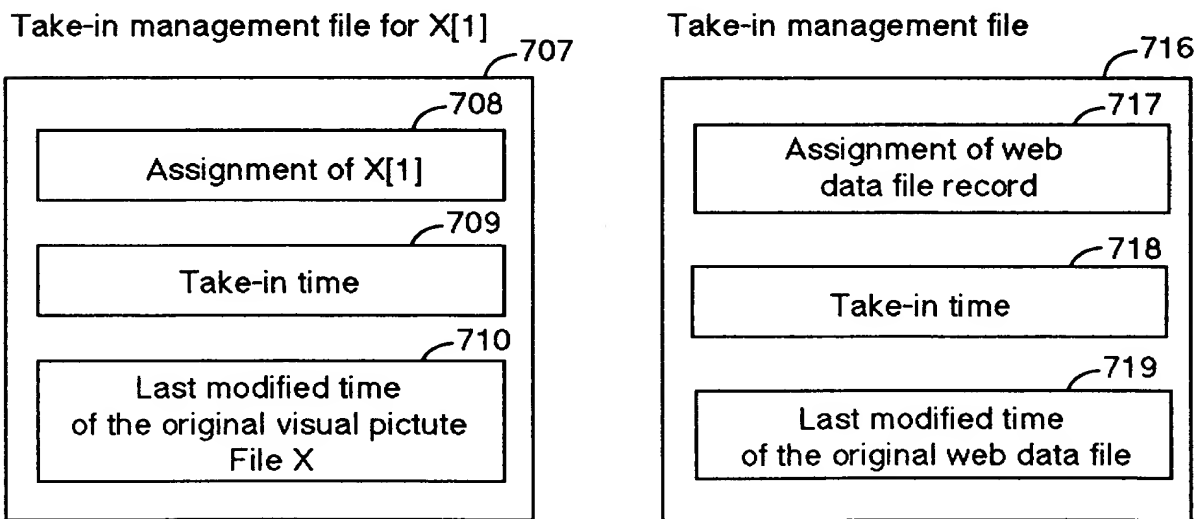 Take-in management file for X[1]
707
708
Assignment of X[1]
709
Take-in time
710
Last modified time
of the original visual pictute
File X
Take-in management file
716
717
Assignment of web
data file record
718
Take-in time
719
Last modified time
of the original web data file